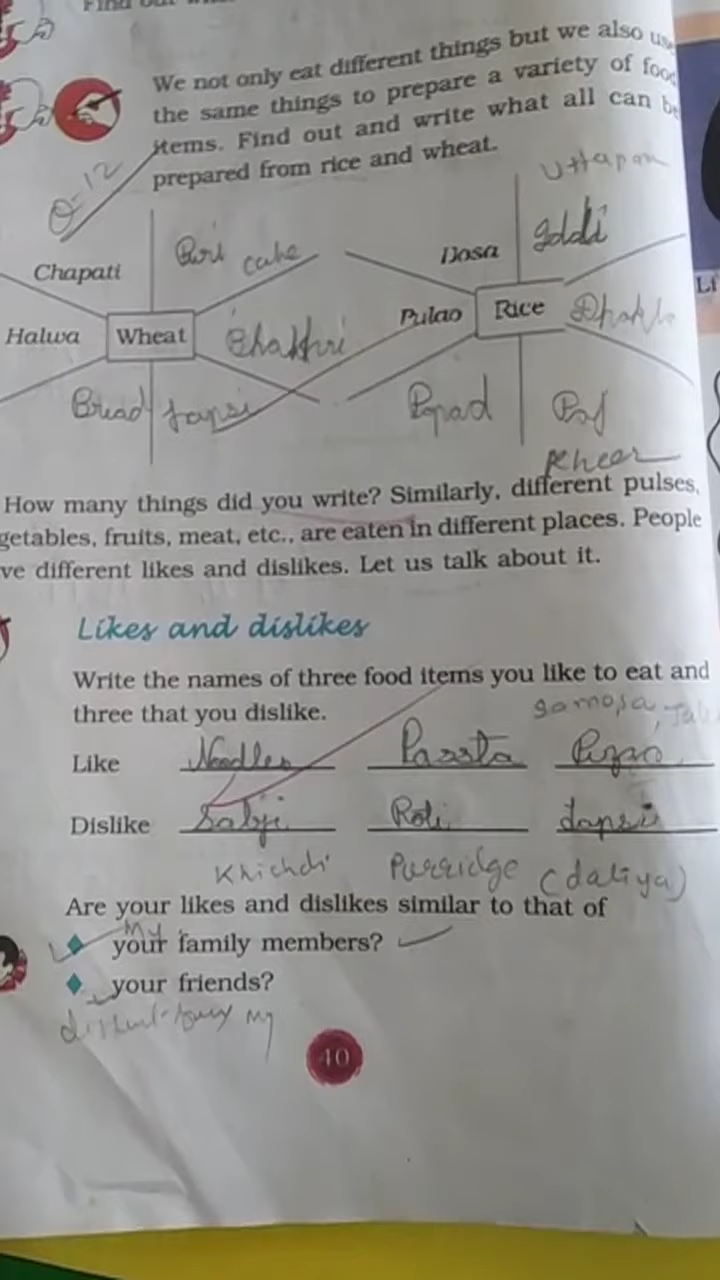 We not only eat different things but we also
the same things to prepare a variety of food
items. Find out and write what all can be
prepared from rice and wheat.
Q-12
Uttapam
Chapati
Puri cake
Dosa
Iddli
Halwa
Wheat
Bhakhri
Pulao
Rice
Dhokla
Bread
fapsi
Papad
Kheer
How many things did you write? Similarly, different pulses,
getables, fruits, meat, etc., are eaten in different places. People
ve different likes and dislikes. Let us talk about it.
Likes and dislikes
Write the names of three food items you like to eat and
three that you dislike.
Samosa,
Like Noodles Passta
Dislike Sabji Roti
Khichdi Purridge (daliya)
Are your likes and dislikes similar to that of
My
your family members?
your friends?
My
40